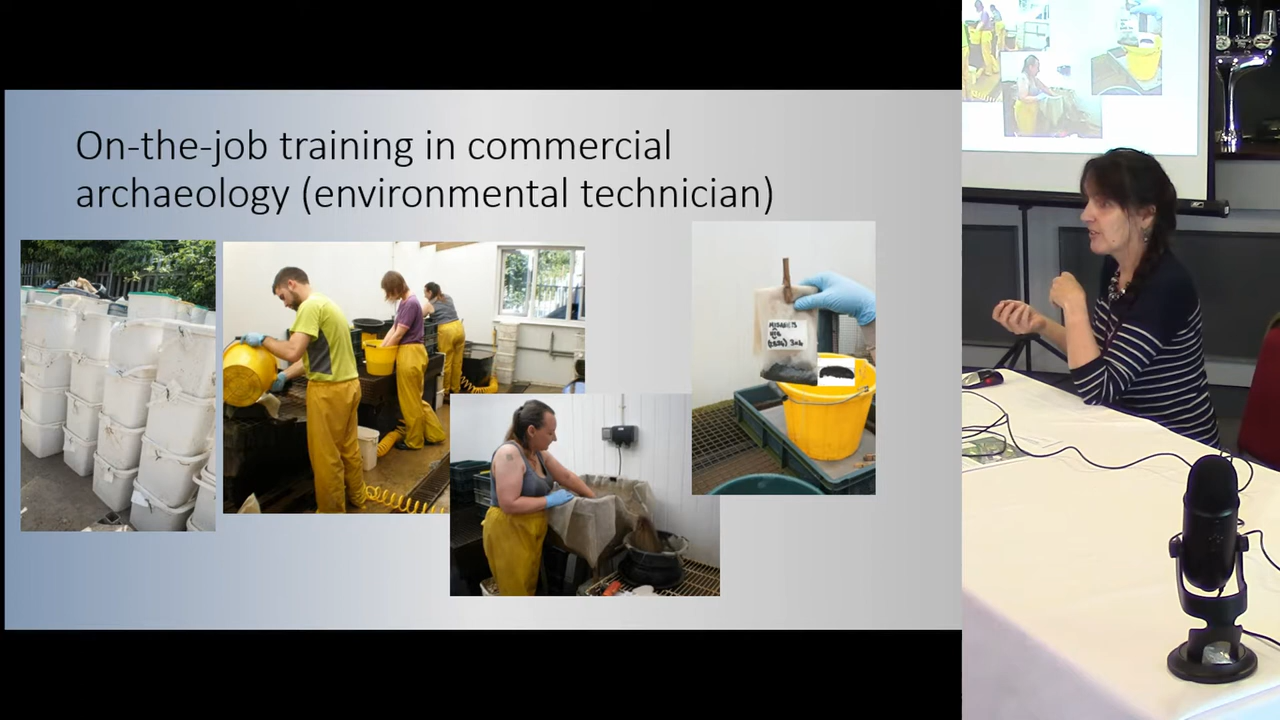 On-the-job training in commercial
archaeology (environmental technician)